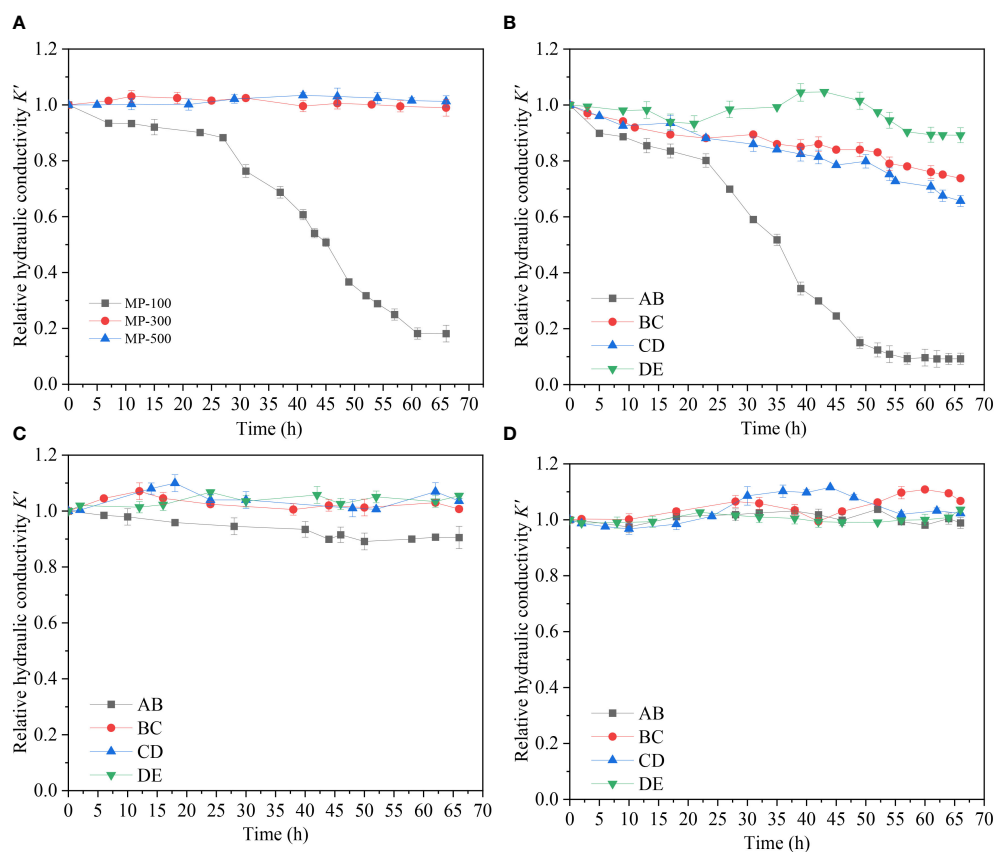 A
Relative hydraulic conductivity K′
1.2
1.0
0.8
0.6
0.4
0.2
0.0
MP-100
MP-300
MP-500
0 5 10 15 20 25 30 35 40 45 50 55 60 65 70
Time (h)
B
Relative hydraulic conductivity K′
1.2
1.0
0.8
0.6
0.4
0.2
0.0
AB
BC
CD
DE
0 5 10 15 20 25 30 35 40 45 50 55 60 65 70
Time (h)
C
Relative hydraulic conductivity K′
1.2
1.0
0.8
0.6
0.4
0.2
0.0
AB
BC
CD
DE
0 5 10 15 20 25 30 35 40 45 50 55 60 65 70
Time (h)
D
Relative hydraulic conductivity K′
1.2
1.0
0.8
0.6
0.4
0.2
0.0
AB
BC
CD
DE
0 5 10 15 20 25 30 35 40 45 50 55 60 65 70
Time (h)